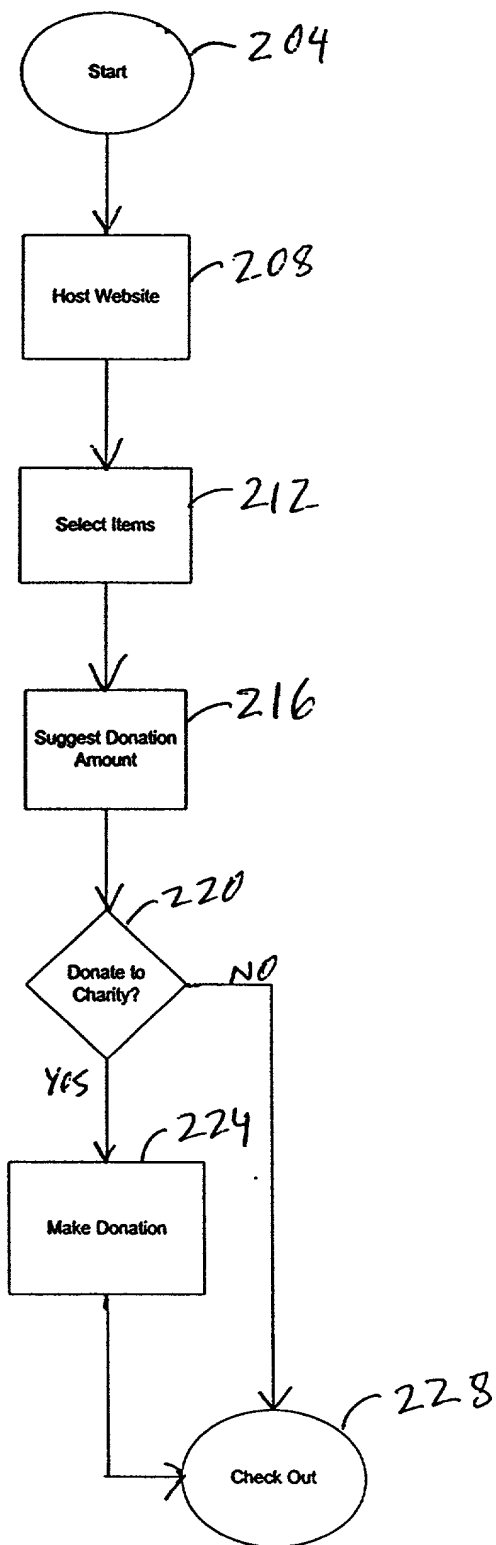 204
Start
208
Host Website
212
Select Items
216
Suggest Donation
Amount
220
Donate to
Charity?
NO
YES
224
Make Donation
228
Check Out